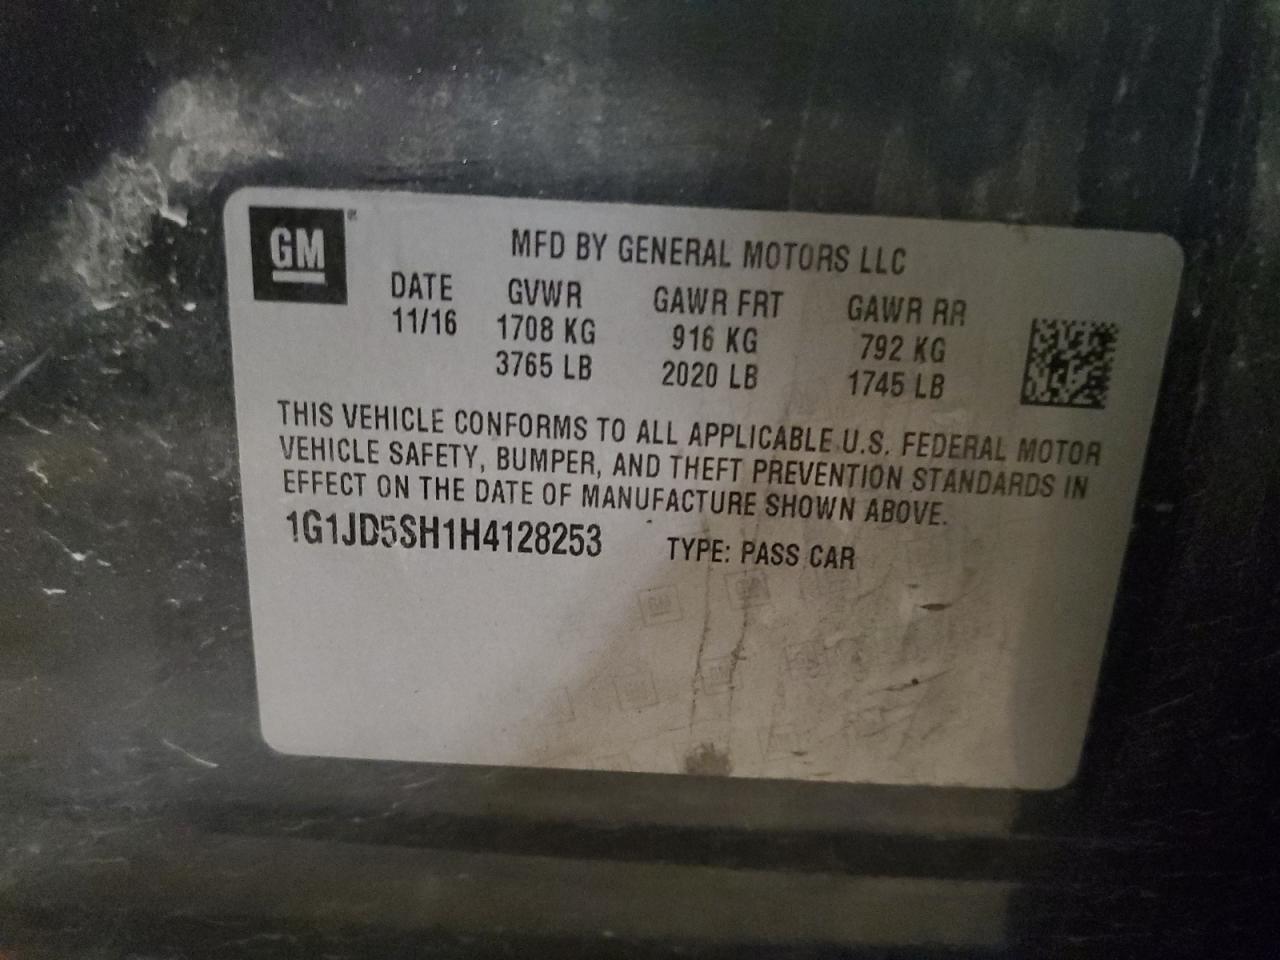 GM
MFD BY GENERAL MOTORS LLC
DATE GVWR GAWR FRT GAWR RR
11/16 1708 KG 916 KG 792 KG
3765 LB 2020 LB 1745 LB
THIS VEHICLE CONFORMS TO ALL APPLICABLE U.S. FEDERAL MOTOR
VEHICLE SAFETY, BUMPER, AND THEFT PREVENTION STANDARDS IN
EFFECT ON THE DATE OF MANUFACTURE SHOWN ABOVE.
1G1JD5SH1H4128253 TYPE: PASS CAR